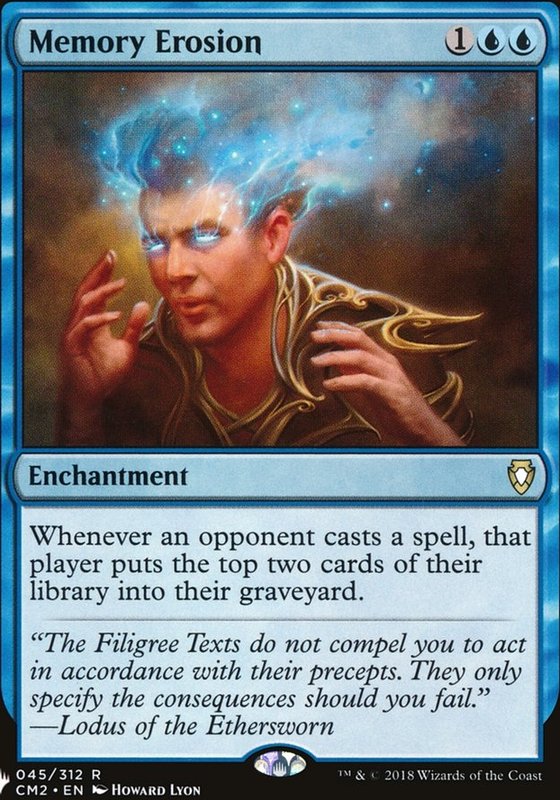 Memory Erosion
1
Enchantment
Whenever an opponent casts a spell, that
player puts the top two cards of their
library into their graveyard.
“The Filigree Texts do not compel you to act
in accordance with their precepts. They only
specify the consequences should you fail.”
—Lodus of the Ethersworn
045/312 R
CM2 • EN Howard Lyon
™ & © 2018 Wizards of the Coast